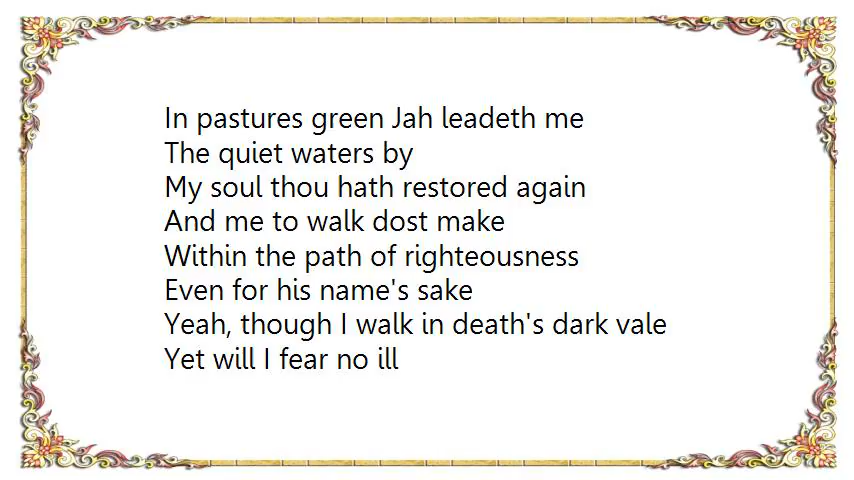 In pastures green Jah leadeth me
The quiet waters by
My soul thou hath restored again
And me to walk dost make
Within the path of righteousness
Even for his name's sake
Yeah, though I walk in death's dark vale
Yet will I fear no ill